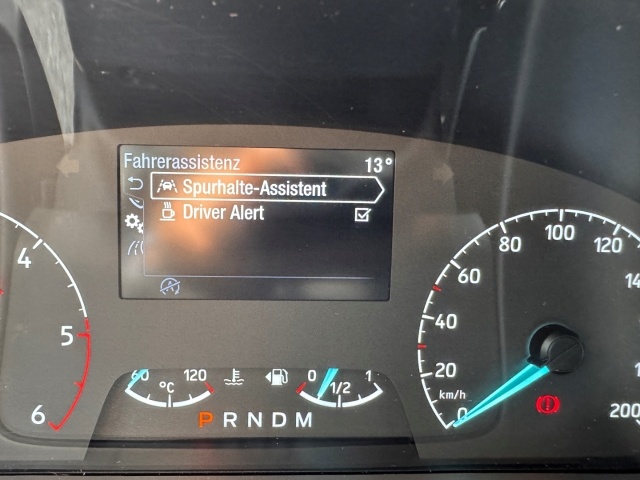 Fahrerassistenz 13°
Spurhalte-Assistent
Driver Alert
4
5
6
60 120
°C
0 1/2 1
P R N D M
0 20 40 60 80 100 120
200
km/h